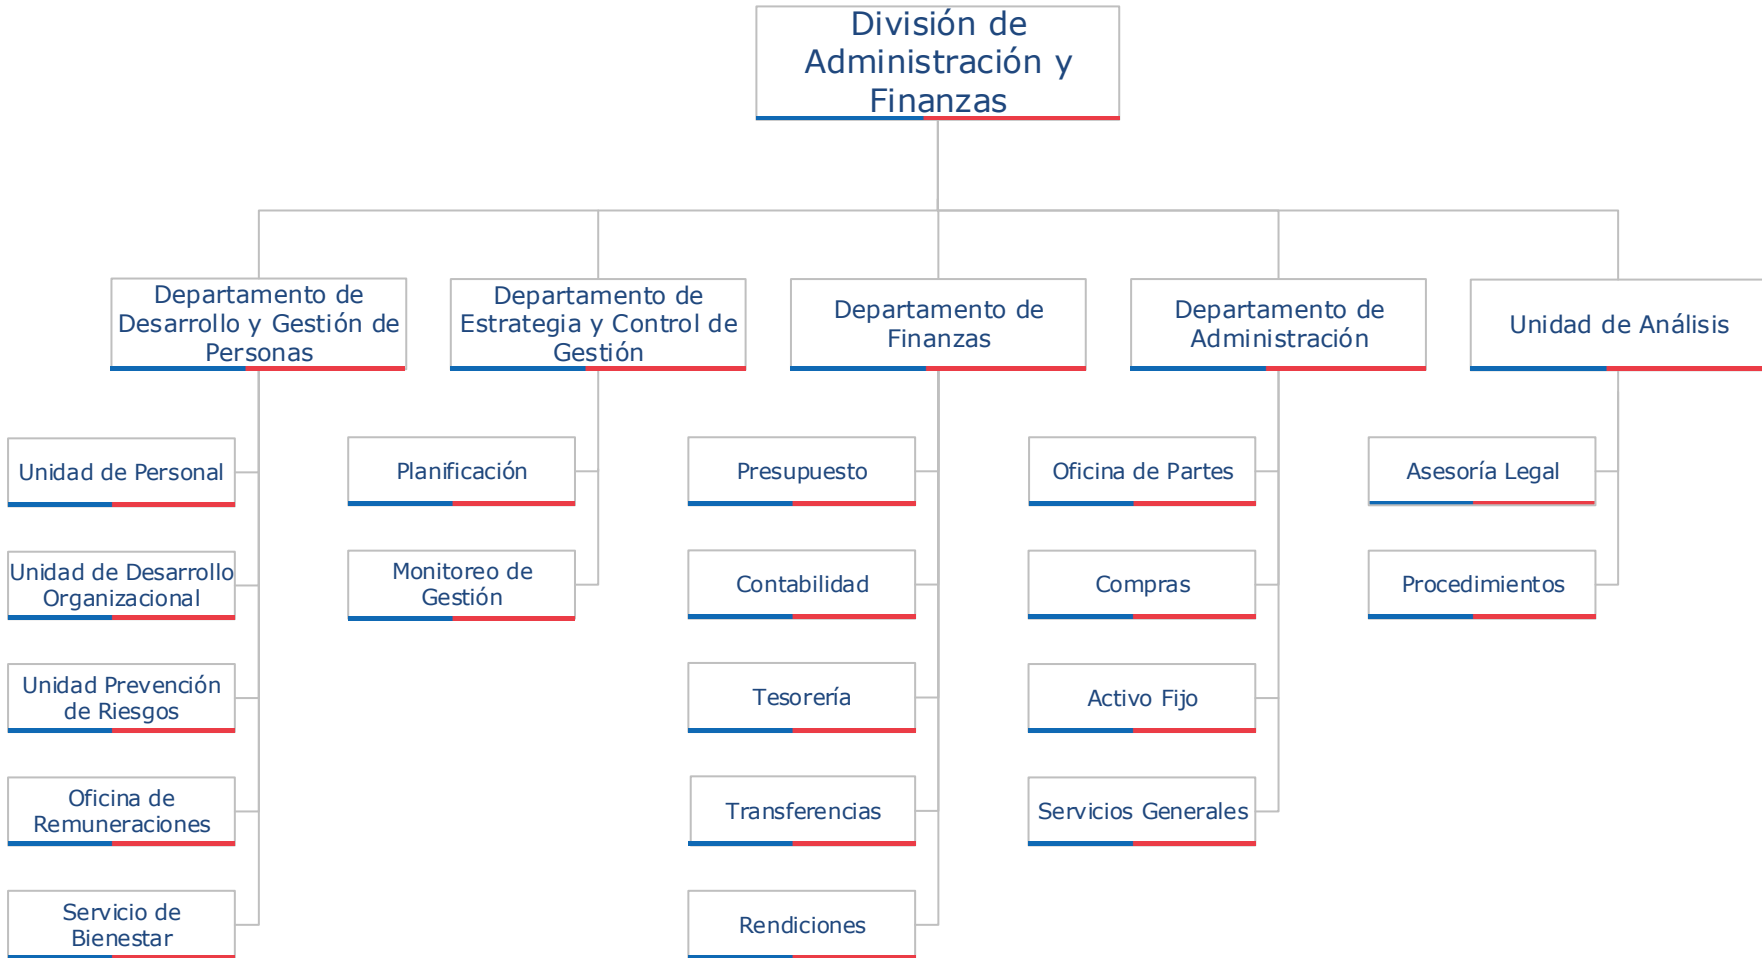 División de
Administración y
Finanzas
Departamento de
Desarrollo y Gestión de
Personas
Departamento de
Estrategia y Control de
Gestión
Departamento de
Finanzas
Departamento de
Administración
Unidad de Análisis
Unidad de Personal
Unidad de Desarrollo
Organizacional
Unidad Prevención
de Riesgos
Oficina de
Remuneraciones
Servicio de
Bienestar
Planificación
Monitoreo de
Gestión
Presupuesto
Contabilidad
Tesorería
Transferencias
Rendiciones
Oficina de Partes
Compras
Activo Fijo
Servicios Generales
Asesoría Legal
Procedimientos